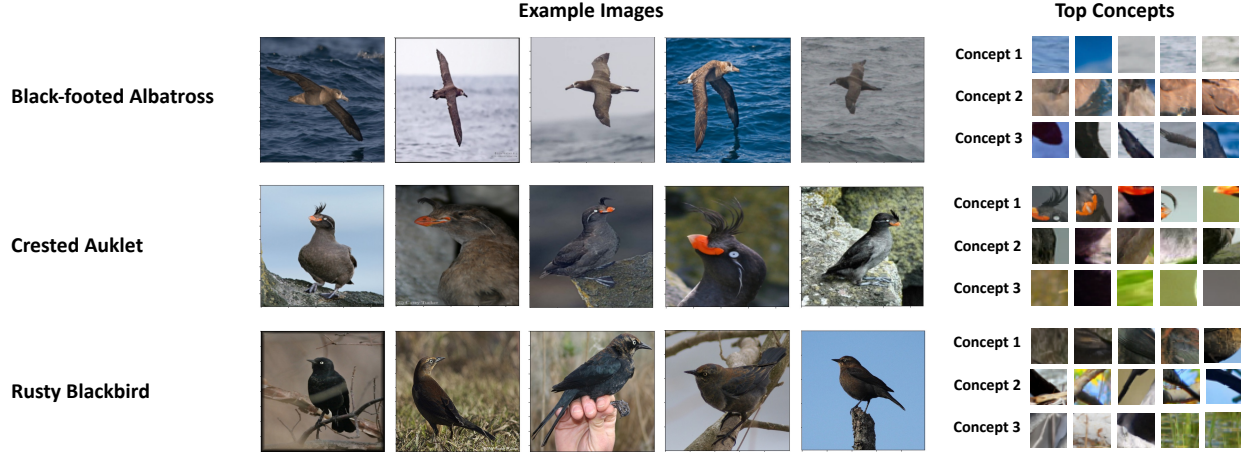 Example Images
Top Concepts
Black-footed Albatross
Concept 1
Concept 2
Concept 3
Crested Auklet
Concept 1
Concept 2
Concept 3
Rusty Blackbird
Concept 1
Concept 2
Concept 3